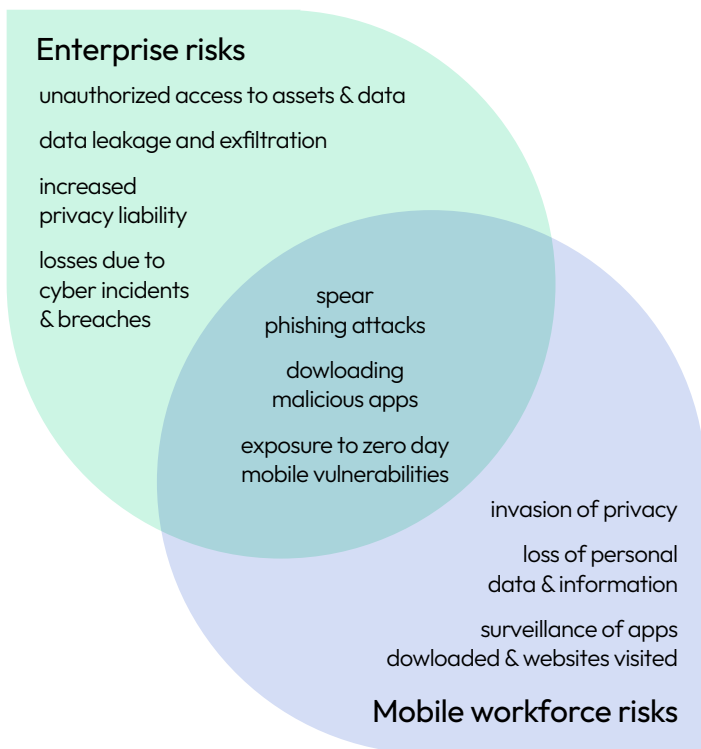 Enterprise risks
unauthorized access to assets & data
data leakage and exfiltration
increased
privacy liability
losses due to
cyber incidents
& breaches
spear
phishing attacks
dowloading
malicious apps
exposure to zero day
mobile vulnerabilities
invasion of privacy
loss of personal
data & information
surveillance of apps
dowloaded & websites visited
Mobile workforce risks